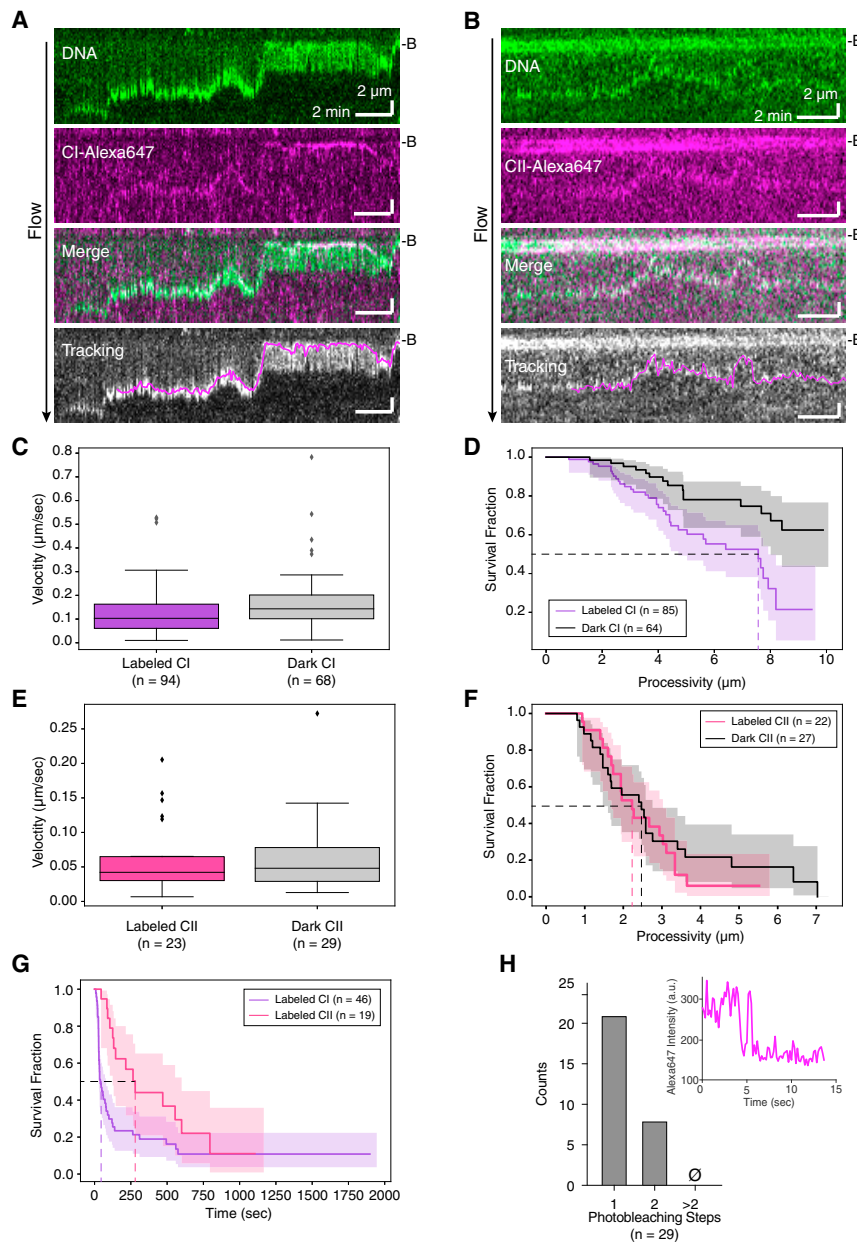 A
DNA
-B
2 µm
2 min
CI-Alexa647
-B
Merge
-B
Tracking
-B
Flow
B
DNA
-B
2 µm
2 min
CII-Alexa647
-B
Merge
-B
Tracking
-B
Flow
C
0.8
0.7
0.6
0.5
0.4
0.3
0.2
0.1
0.0
Veloctity (µm/sec)
Labeled CI
(n = 94)
Dark CI
(n = 68)
D
1.0
0.8
0.6
0.4
0.2
Survival Fraction
Labeled CI (n = 85)
Dark CI (n = 64)
0 2 4 6 8 10
Processivity (µm)
E
0.25
0.20
0.15
0.10
0.05
0.00
Veloctity (µm/sec)
Labeled CII
(n = 23)
Dark CII
(n = 29)
F
1.0
0.8
0.6
0.4
0.2
0.0
Survival Fraction
Labeled CII (n = 22)
Dark CII (n = 27)
0 1 2 3 4 5 6 7
Processivity (µm)
G
1.0
0.8
0.6
0.4
0.2
0.0
Survival Fraction
Labeled CI (n = 46)
Labeled CII (n = 19)
0 250 500 750 1000 1250 1500 1750 2000
Time (sec)
H
25
20
15
10
5
0
Counts
Ø
1 2 >2
Photobleaching Steps
(n = 29)
Alexa647 Intensity (a.u.)
300
200
100
0 5 10 15
Time (sec)